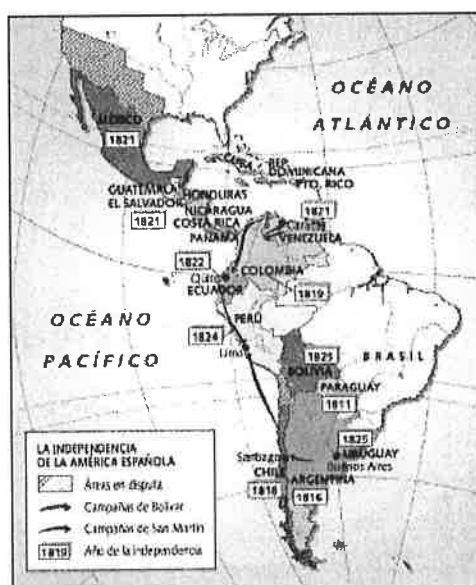 OCÉANO
ATLÁNTICO
MÉXICO
1821
CUBA
REP.
DOMINICANA
PTO. RICO
GUATEMALA
EL SALVADOR
HONDURAS
1821
NICARAGUA
COSTA RICA
PANAMÁ
1821
Caracas
VENEZUELA
1822
COLOMBIA
Quito
ECUADOR
1819
OCÉANO
PACÍFICO
PERÚ
1824
Lima
BRASIL
1825
BOLIVIA
PARAGUAY
1811
1825
URUGUAY
Santiago
Buenos Aires
CHILE
1818
ARGENTINA
1816
LA INDEPENDENCIA
DE LA AMÉRICA ESPAÑOLA
Áreas en disputa
Campañas de Bolívar
Campañas de San Martín
1819 Año de la independencia